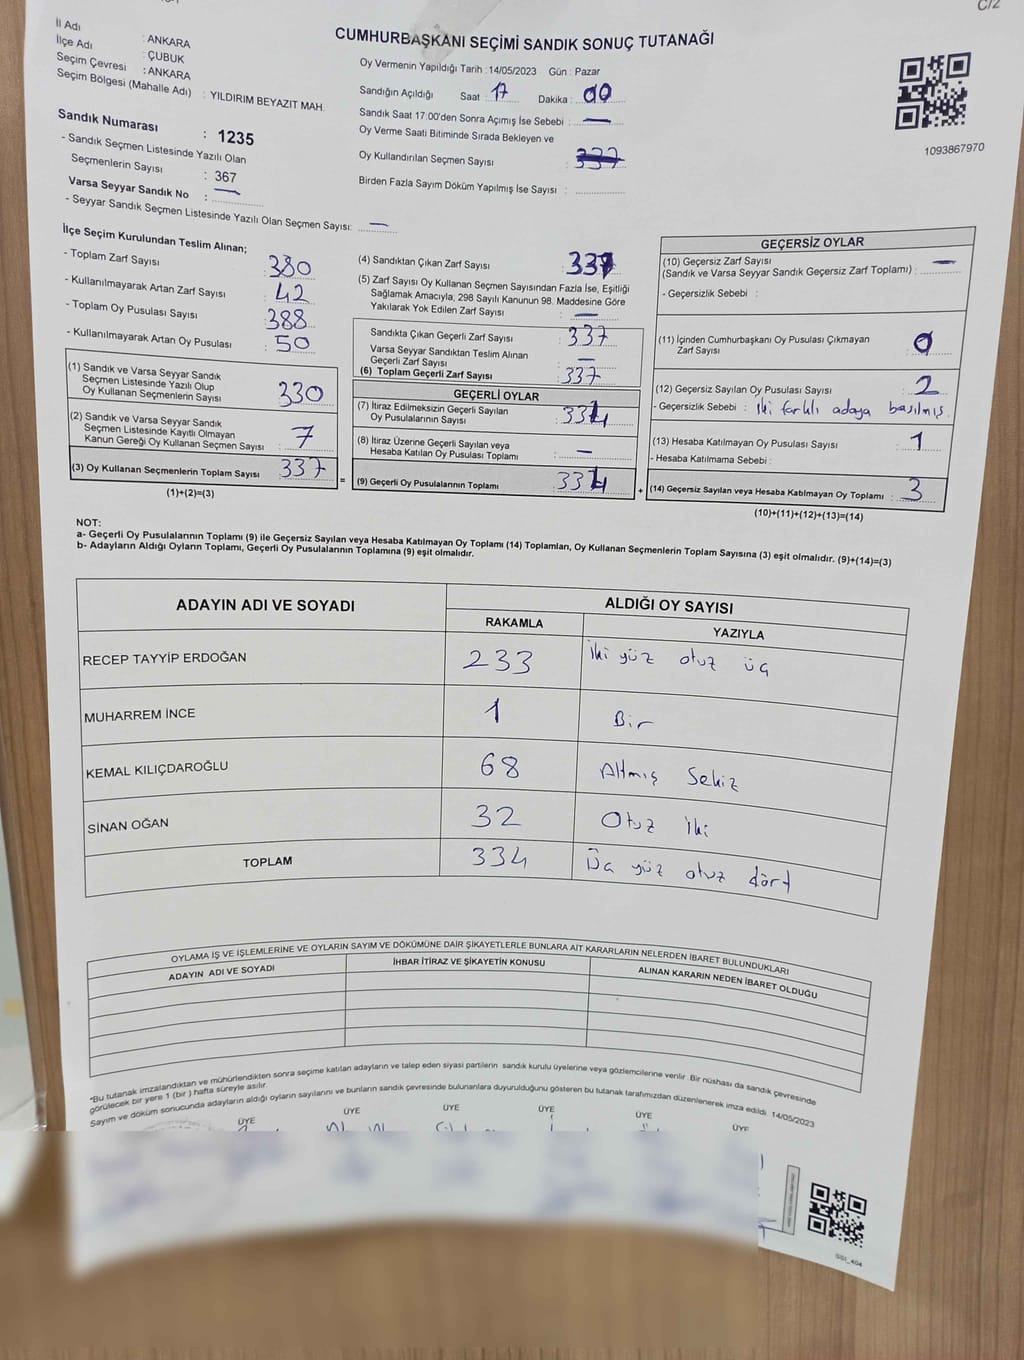 C/2
İl Adı : ANKARA
İlçe Adı : ÇUBUK
Seçim Çevresi : ANKARA
Seçim Bölgesi (Mahalle Adı) : YILDIRIM BEYAZIT MAH.
Sandık Numarası : 1235
- Sandık Seçmen Listesinde Yazılı Olan
Seçmenlerin Sayısı : 367
Varsa Seyyar Sandık No : —
- Seyyar Sandık Seçmen Listesinde Yazılı Olan Seçmen Sayısı: —
CUMHURBAŞKANI SEÇİMİ SANDIK SONUÇ TUTANAĞI
Oy Vermenin Yapıldığı Tarih : 14/05/2023 Gün : Pazar
Sandığın Açıldığı Saat : 17 Dakika : 00
Sandık Saat 17.00'den Sonra Açımış İse Sebebi : —
Oy Verme Saati Bitiminde Sırada Bekleyen ve
Oy Kullandırılan Seçmen Sayısı : 337
Birden Fazla Sayım Döküm Yapılmış İse Sayısı :
1093867970
İlçe Seçim Kurulundan Teslim Alınan;
- Toplam Zarf Sayısı : 380
- Kullanılmayarak Artan Zarf Sayısı : 42
- Toplam Oy Pusulası Sayısı : 388
- Kullanılmayarak Artan Oy Pusulası : 50
(1) Sandık ve Varsa Seyyar Sandık
Seçmen Listesinde Yazılı Olup
Oy Kullanan Seçmenlerin Sayısı : 330
(2) Sandık ve Varsa Seyyar Sandık
Seçmen Listesinde Kayıtlı Olmayan
Kanun Gereği Oy Kullanan Seçmen Sayısı : 7
(3) Oy Kullanan Seçmenlerin Toplam Sayısı : 337
(1)+(2)=(3)
(4) Sandıktan Çıkan Zarf Sayısı : 337
(5) Zarf Sayısı Oy Kullanan Seçmen Sayısından Fazla İse, Eşitliği
Sağlamak Amacıyla, 298 Sayılı Kanunun 98. Maddesine Göre
Yakılarak Yok Edilen Zarf Sayısı : —
Sandıkta Çıkan Geçerli Zarf Sayısı : 337
Varsa Seyyar Sandıktan Teslim Alınan
Geçerli Zarf Sayısı : —
(6) Toplam Geçerli Zarf Sayısı : 337
GEÇERLİ OYLAR
(7) İtiraz Edilmeksizin Geçerli Sayılan
Oy Pusulalarının Sayısı : 334
(8) İtiraz Üzerine Geçerli Sayılan veya
Hesaba Katılan Oy Pusulası Toplamı : —
= (9) Geçerli Oy Pusulalarının Toplamı : 334 +
GEÇERSİZ OYLAR
(10) Geçersiz Zarf Sayısı
(Sandık ve Varsa Seyyar Sandık Geçersiz Zarf Toplamı) : —
- Geçersizlik Sebebi :
(11) İçinden Cumhurbaşkanı Oy Pusulası Çıkmayan
Zarf Sayısı : 0
(12) Geçersiz Sayılan Oy Pusulası Sayısı : 2
- Geçersizlik Sebebi : iki farklı adaya basılmış.
(13) Hesaba Katılmayan Oy Pusulası Sayısı : 1
- Hesaba Katılmama Sebebi :
(14) Geçersiz Sayılan veya Hesaba Katılmayan Oy Toplamı : 3
(10)+(11)+(12)+(13)=(14)
NOT:
a- Geçerli Oy Pusulalarının Toplamı (9) ile Geçersiz Sayılan veya Hesaba Katılmayan Oy Toplamı (14) Toplamları, Oy Kullanan Seçmenlerin Toplam Sayısına (3) eşit olmalıdır. (9)+(14)=(3)
b- Adayların Aldığı Oyların Toplamı, Geçerli Oy Pusulalarının Toplamına (9) eşit olmalıdır.
ADAYIN ADI VE SOYADI ALDIĞI OY SAYISI
RAKAMLA YAZIYLA
RECEP TAYYİP ERDOĞAN 233 İki yüz otuz üç
MUHARREM İNCE 1 Bir
KEMAL KILIÇDAROĞLU 68 Altmış Sekiz
SİNAN OĞAN 32 Otuz iki
TOPLAM 334 Üç yüz otuz dört
OYLAMA İŞ VE İŞLEMLERİNE VE OYLARIN SAYIM VE DÖKÜMÜNE DAİR ŞİKAYETLERLE BUNLARA AİT KARARLARIN NELERDEN İBARET BULUNDUKLARI
ADAYIN ADI VE SOYADI İHBAR İTİRAZ VE ŞİKAYETİN KONUSU ALINAN KARARIN NEDEN İBARET OLDUĞU
*Bu tutanak imzalandıktan ve mühürlendikten sonra seçime katılan adayların ve talep eden siyasi partilerin sandık kurulu üyelerine veya gözlemcilerine verilir. Bir nüshası da sandık çevresinde
görülecek bir yere 1 (bir) hafta süreyle asılır.
Sayım ve döküm sonucunda adayların aldığı oyların sayılarını ve bunların sandık çevresinde bulunanlara duyurulduğunu gösteren bu tutanak tarafımızdan düzenlenerek imza edildi. 14/05/2023
ÜYE ÜYE ÜYE ÜYE ÜYE ÜYE